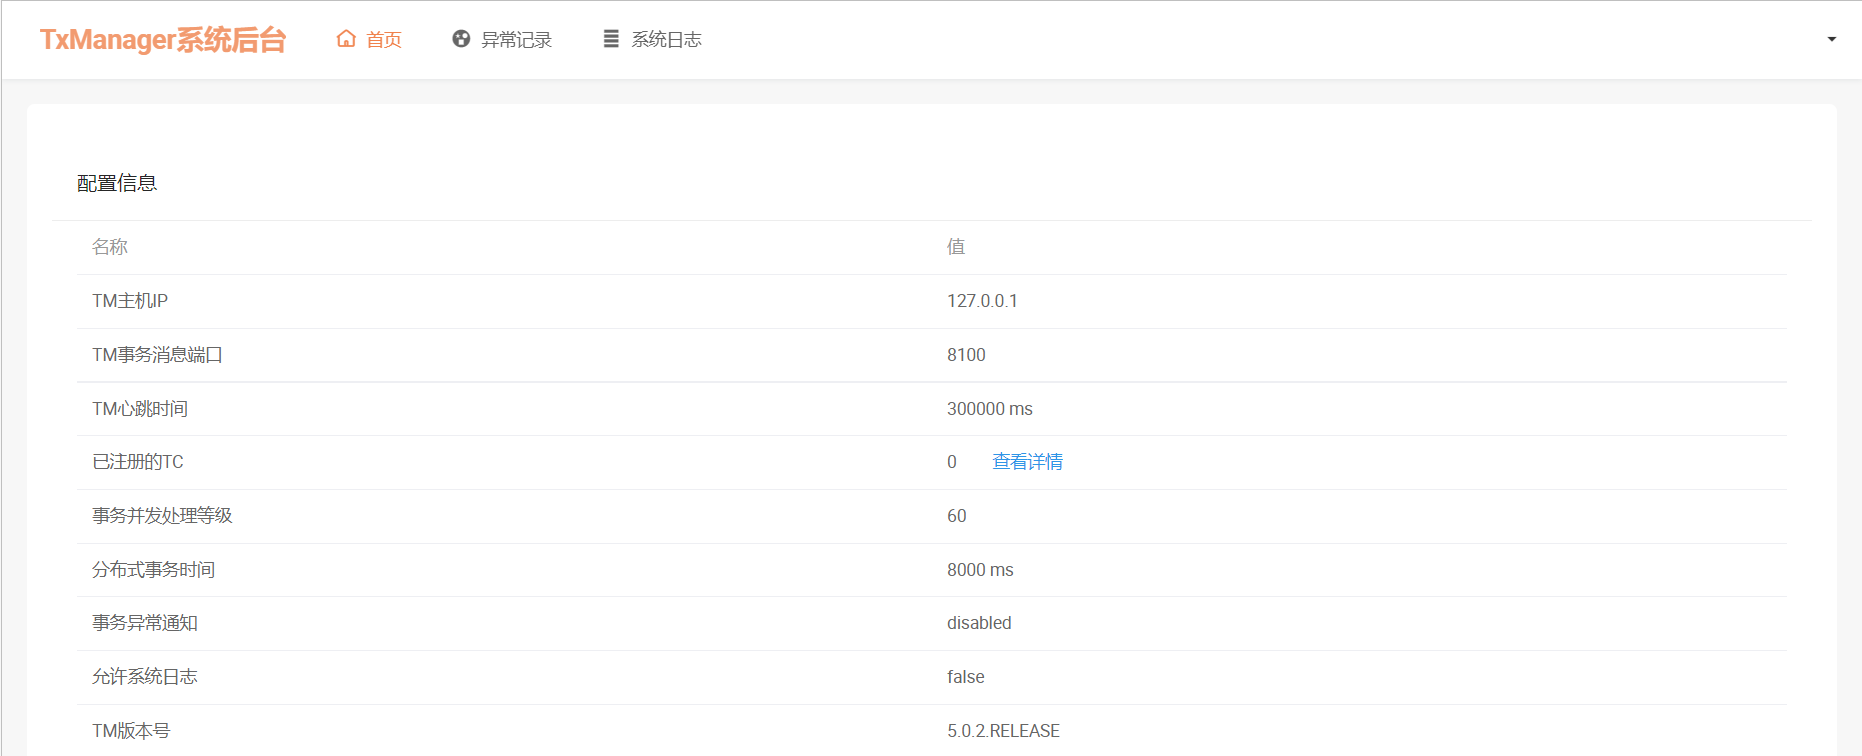 TxManager系统后台 首页 异常记录 系统日志
配置信息
名称 值
TM主机IP 127.0.0.1
TM事务消息端口 8100
TM心跳时间 300000 ms
已注册的TC 0 查看详情
事务并发处理等级 60
分布式事务时间 8000 ms
事务异常通知 disabled
允许系统日志 false
TM版本号 5.0.2.RELEASE